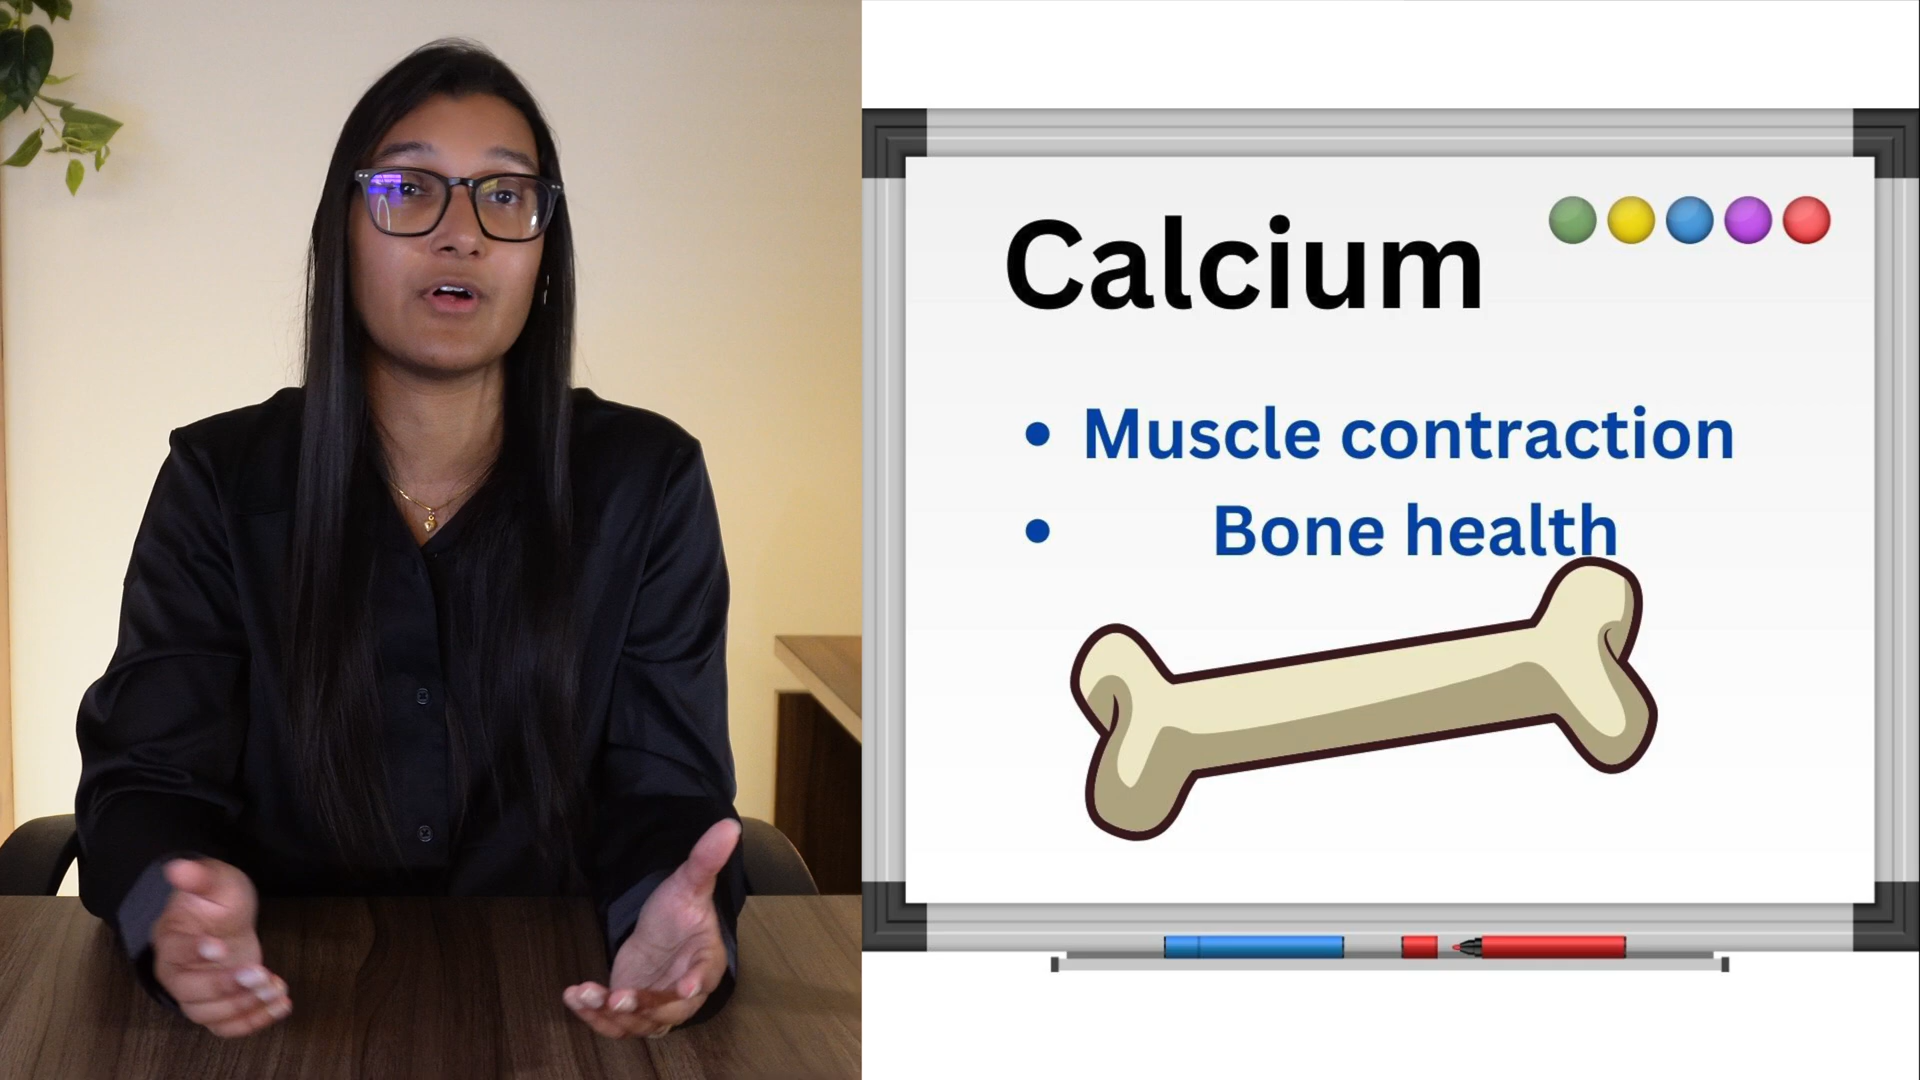 Calcium
• Muscle contraction
• Bone health